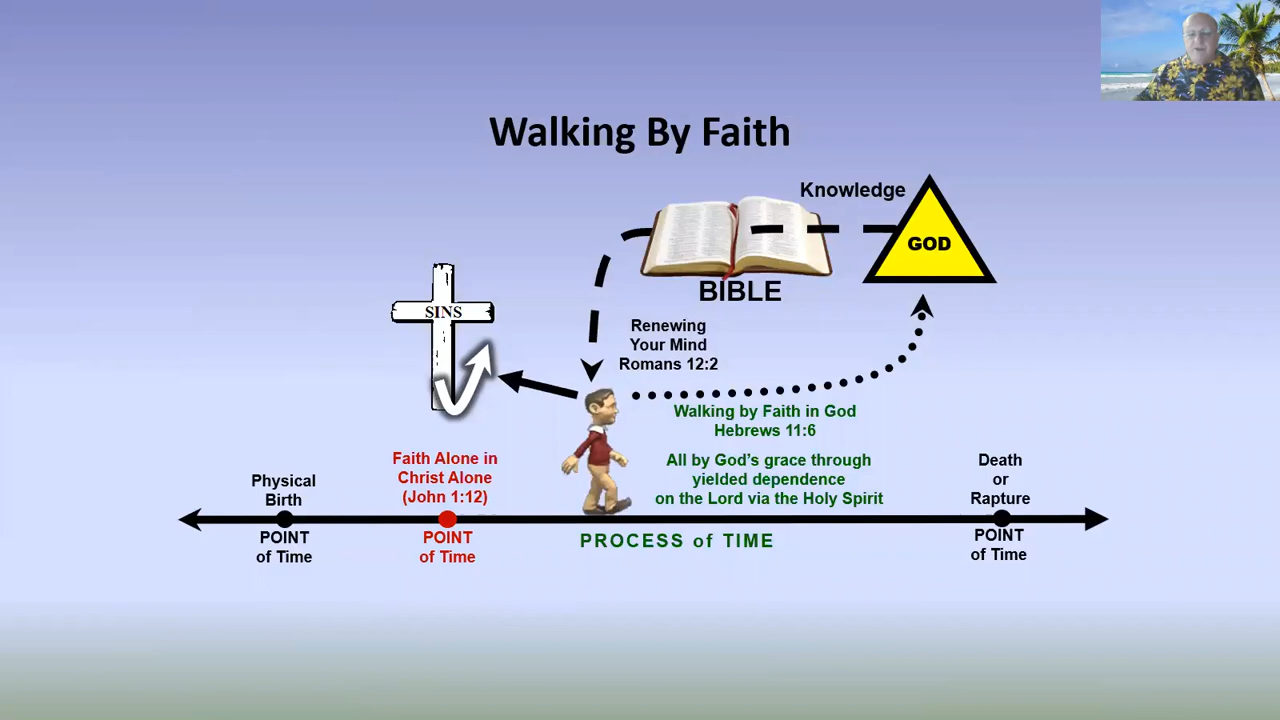 Walking By Faith
Knowledge
GOD
BIBLE
SINS
Renewing
Your Mind
Romans 12:2
Walking by Faith in God
Hebrews 11:6
All by God's grace through
yielded dependence
on the Lord via the Holy Spirit
Physical
Birth
POINT
of Time
Faith Alone in
Christ Alone
(John 1:12)
POINT
of Time
PROCESS of TIME
Death
or
Rapture
POINT
of Time